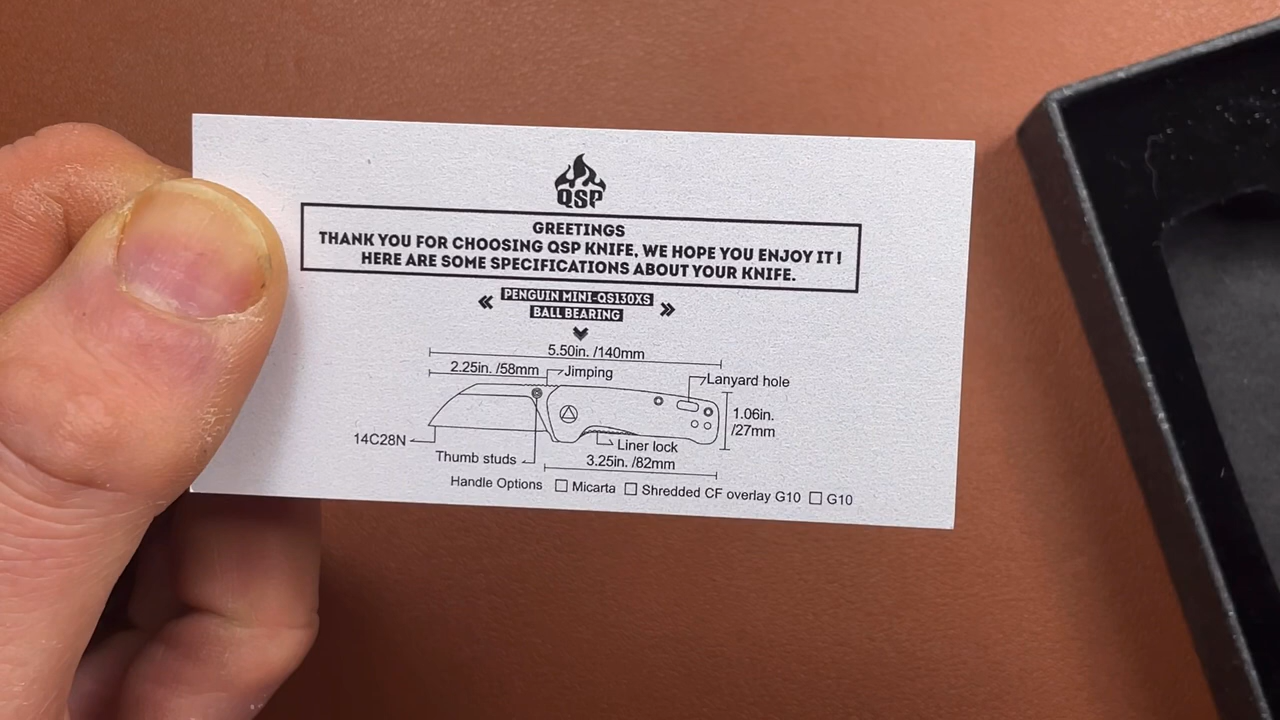 QSP
GREETINGS
THANK YOU FOR CHOOSING QSP KNIFE, WE HOPE YOU ENJOY IT !
HERE ARE SOME SPECIFICATIONS ABOUT YOUR KNIFE.
PENGUIN MINI-QS130XS
BALL BEARING
5.50in. /140mm
2.25in. /58mm
Jimping
Lanyard hole
1.06in.
/27mm
14C28N
Liner lock
Thumb studs
3.25in. /82mm
Handle Options □ Micarta □ Shredded CF overlay G10 □ G10